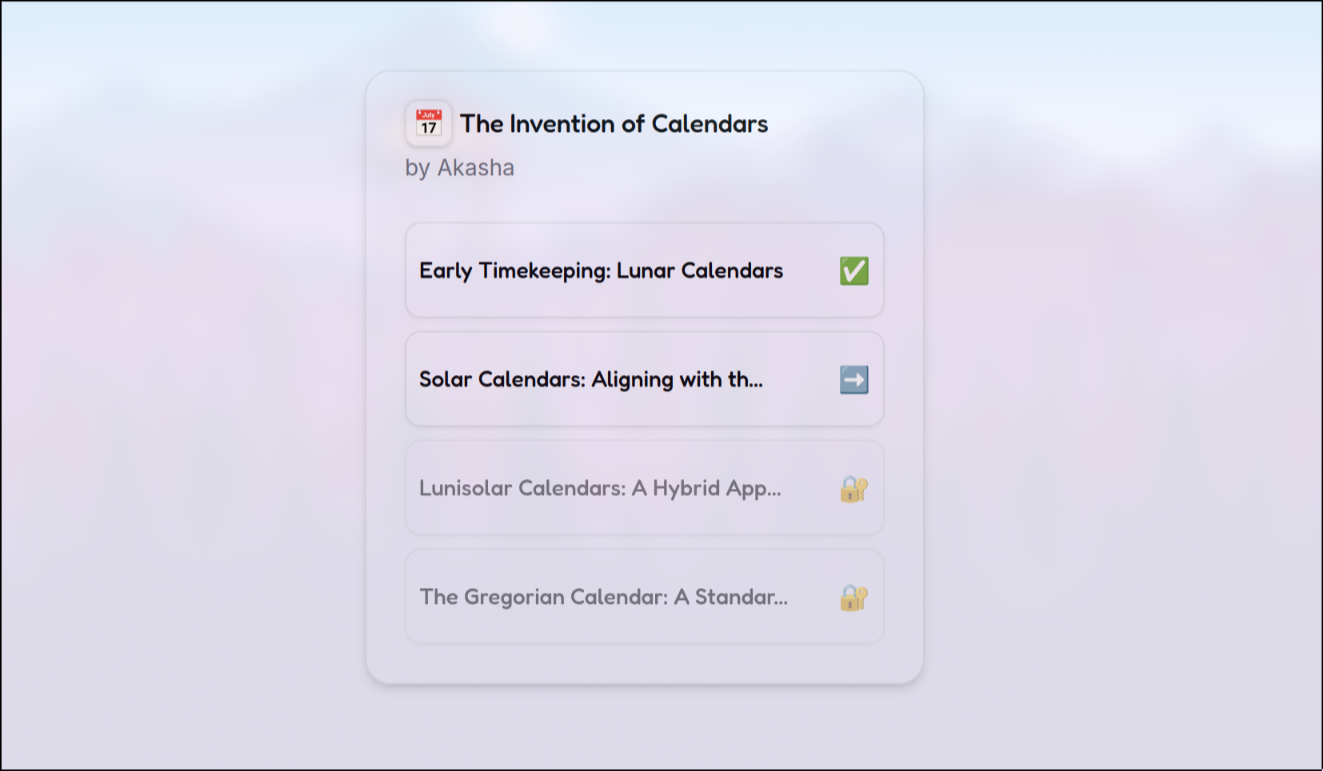 July
17
The Invention of Calendars
by Akasha
Early Timekeeping: Lunar Calendars
Solar Calendars: Aligning with th...
Lunisolar Calendars: A Hybrid App...
The Gregorian Calendar: A Standar...